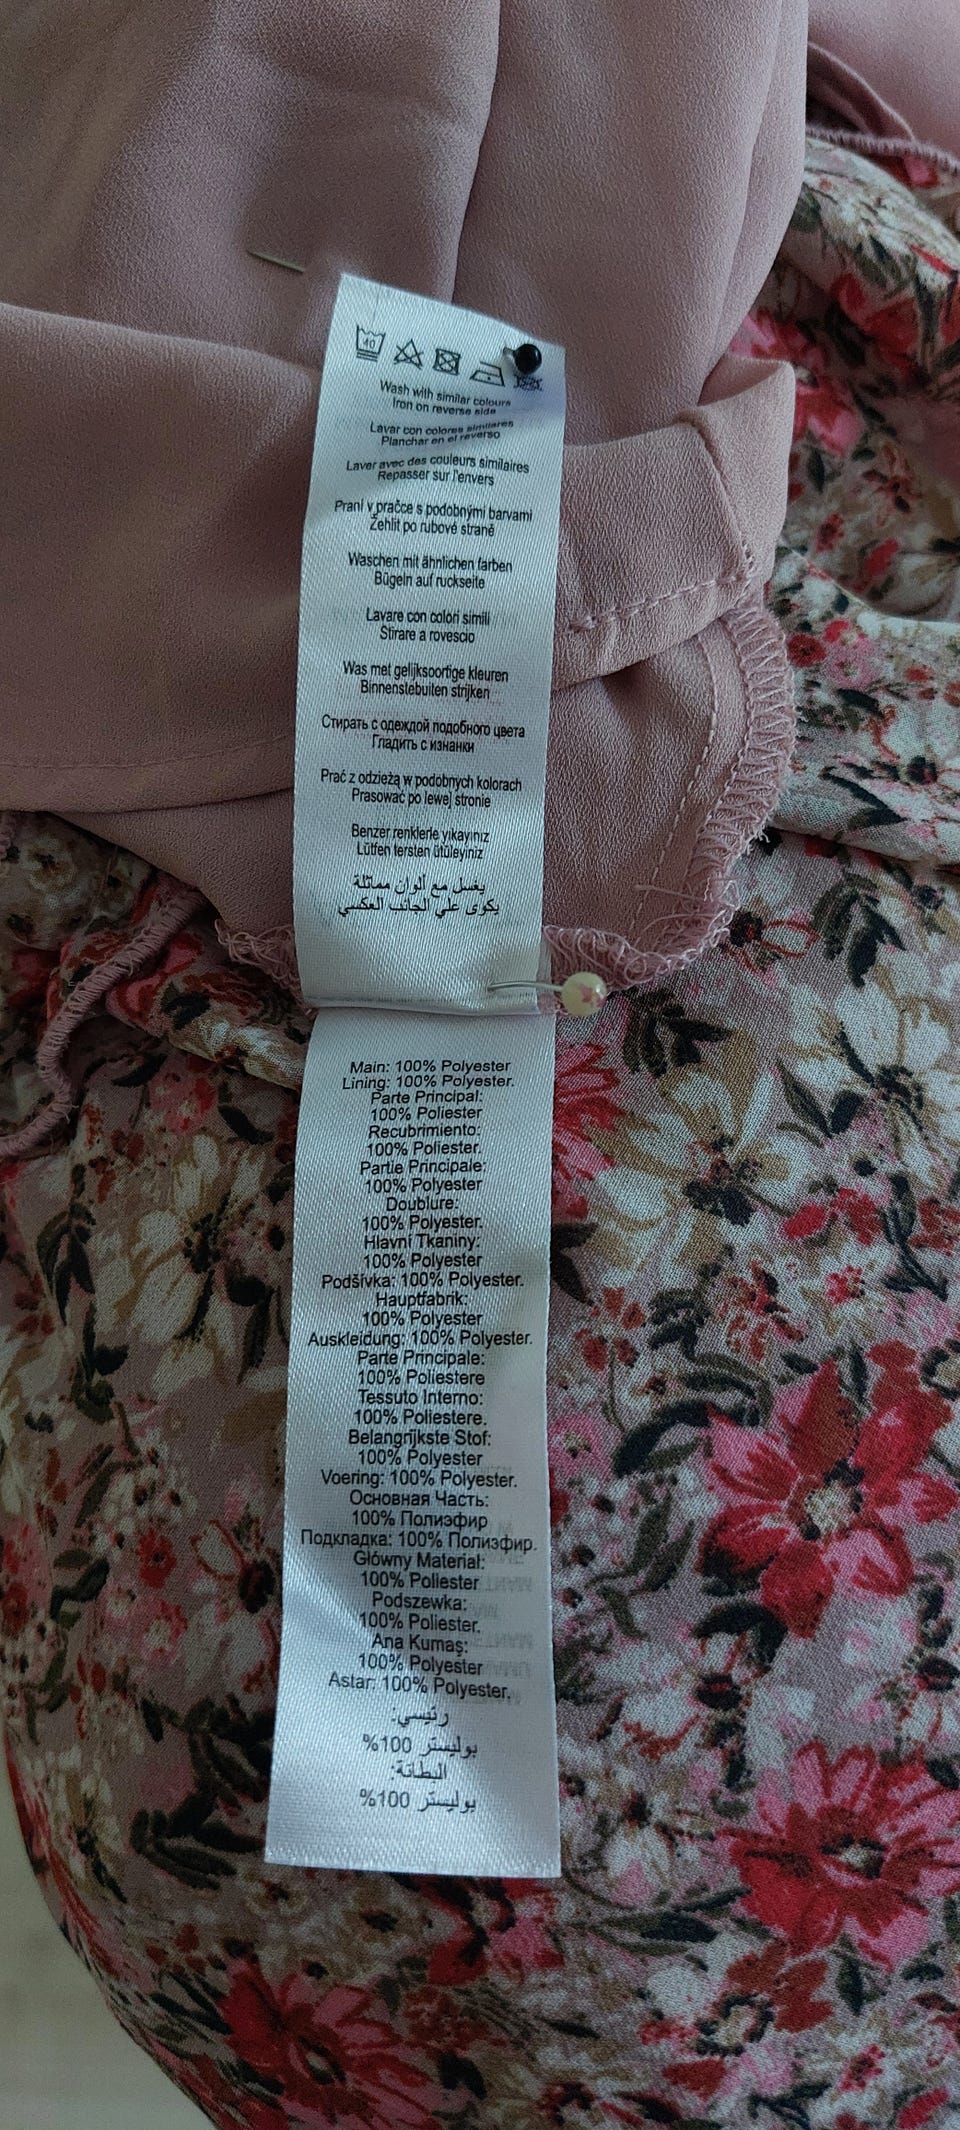 40
Wash with similar colours
Iron on reverse side
Lavar con colores similares
Planchar en el reverso
Laver avec des couleurs similaires
Repasser sur l'envers
Praní v pračce s podobnými barvami
Žehlit po rubové straně
Waschen mit ähnlichen farben
Bügeln auf ruckseite
Lavare con colori simili
Stirare a rovescio
Was met gelijksoortige kleuren
Binnenstebuiten strijken
Стирать с одеждой подобного цвета
Гладить с изнанки
Prać z odzieżą w podobnych kolorach
Prasować po lewej stronie
Benzer renklerle yıkayınız
Lütfen tersten ütüleyiniz
يغسل مع ألوان مماثلة
يكوى علي الجانب العكسي
Main: 100% Polyester
Lining: 100% Polyester.
Parte Principal:
100% Poliester
Recubrimiento:
100% Poliester.
Partie Principale:
100% Polyester
Doublure:
100% Polyester.
Hlavní Tkaniny:
100% Polyester
Podšívka: 100% Polyester.
Hauptfabrik:
100% Polyester
Auskleidung: 100% Polyester.
Parte Principale:
100% Poliestere
Tessuto Interno:
100% Poliestere.
Belangrijkste Stof:
100% Polyester
Voering: 100% Polyester.
Основная Часть:
100% Полиэфир
Подкладка: 100% Полиэфир.
Główny Material:
100% Poliester
Podszewka:
100% Poliester.
Ana Kumaş:
100% Polyester
Astar: 100% Polyester.
رئيسي:
بوليستر 100%
البطانة:
بوليستر 100%